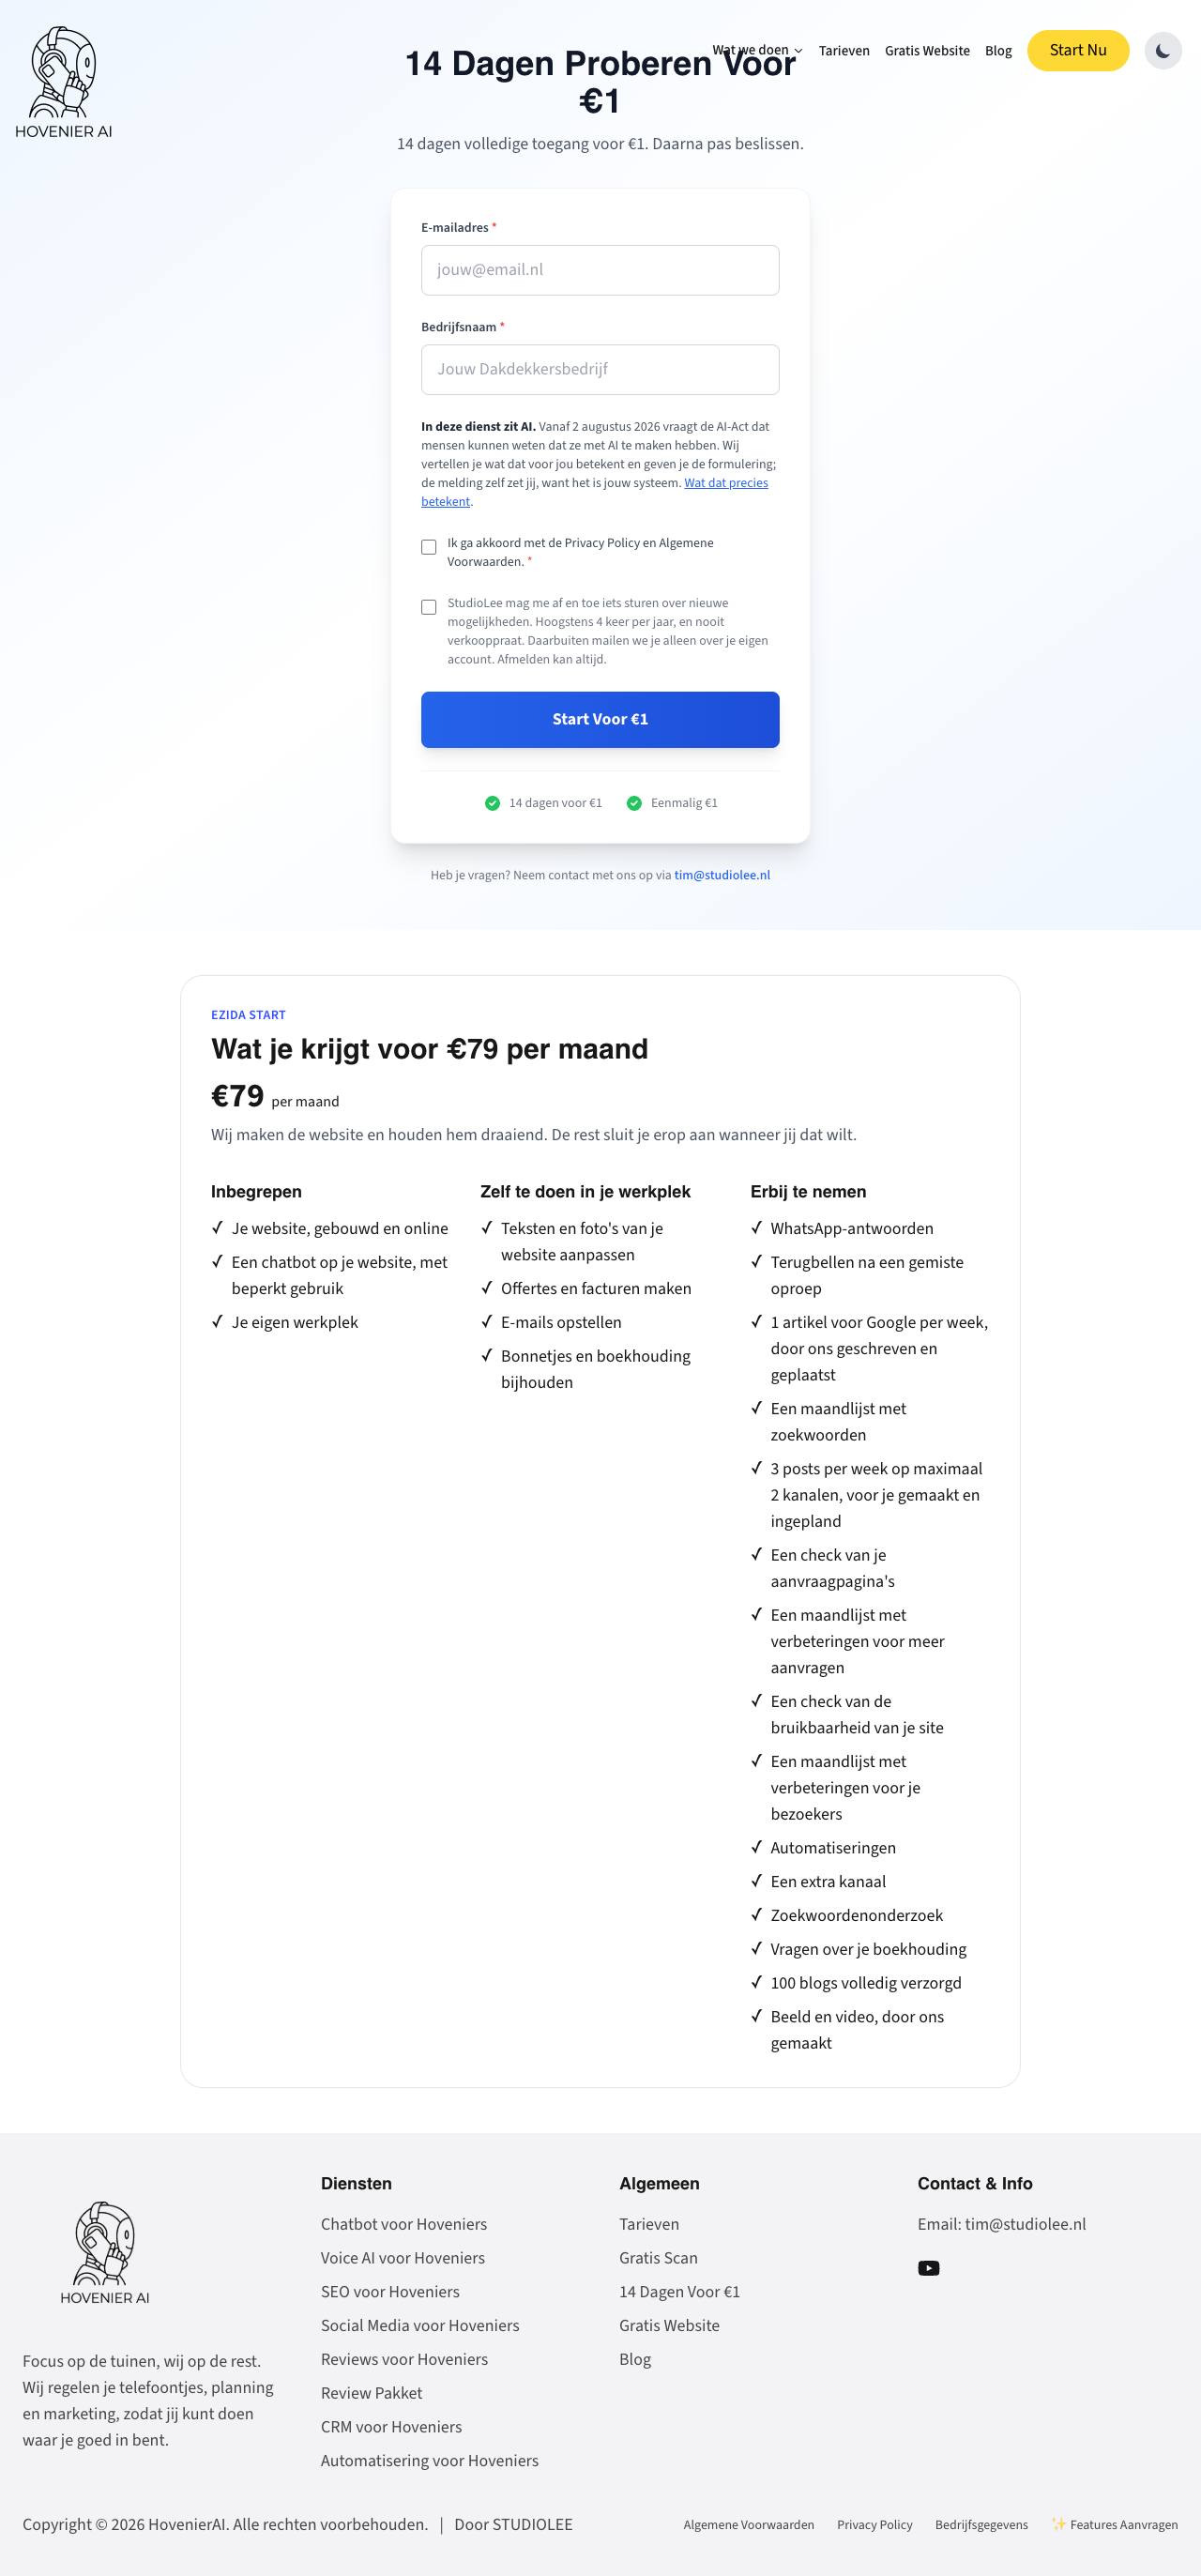 HOVENIER AI
Wat we doen
Tarieven
Gratis Website
Blog
Start Nu
14 Dagen Proberen Voor
€1
14 dagen volledige toegang voor €1. Daarna pas beslissen.
E-mailadres *
jouw@email.nl
Bedrijfsnaam *
Jouw Dakdekkersbedrijf
In deze dienst zit AI. Vanaf 2 augustus 2026 vraagt de AI-Act dat
mensen kunnen weten dat ze met AI te maken hebben. Wij
vertellen je wat dat voor jou betekent en geven je de formulering;
de melding zelf zet jij, want het is jouw systeem. Wat dat precies
betekent.
Ik ga akkoord met de Privacy Policy en Algemene
Voorwaarden. *
StudioLee mag me af en toe iets sturen over nieuwe
mogelijkheden. Hoogstens 4 keer per jaar, en nooit
verkooppraat. Daarbuiten mailen we je alleen over je eigen
account. Afmelden kan altijd.
Start Voor €1
14 dagen voor €1
Eenmalig €1
Heb je vragen? Neem contact met ons op via tim@studiolee.nl
EZIDA START
Wat je krijgt voor €79 per maand
€79 per maand
Wij maken de website en houden hem draaiend. De rest sluit je erop aan wanneer jij dat wilt.
Inbegrepen
✓ Je website, gebouwd en online
✓ Een chatbot op je website, met
beperkt gebruik
✓ Je eigen werkplek
Zelf te doen in je werkplek
✓ Teksten en foto's van je
website aanpassen
✓ Offertes en facturen maken
✓ E-mails opstellen
✓ Bonnetjes en boekhouding
bijhouden
Erbij te nemen
✓ WhatsApp-antwoorden
✓ Terugbellen na een gemiste
oproep
✓ 1 artikel voor Google per week,
door ons geschreven en
geplaatst
✓ Een maandlijst met
zoekwoorden
✓ 3 posts per week op maximaal
2 kanalen, voor je gemaakt en
ingepland
✓ Een check van je
aanvraagpagina's
✓ Een maandlijst met
verbeteringen voor meer
aanvragen
✓ Een check van de
bruikbaarheid van je site
✓ Een maandlijst met
verbeteringen voor je
bezoekers
✓ Automatiseringen
✓ Een extra kanaal
✓ Zoekwoordenonderzoek
✓ Vragen over je boekhouding
✓ 100 blogs volledig verzorgd
✓ Beeld en video, door ons
gemaakt
HOVENIER AI
Focus op de tuinen, wij op de rest.
Wij regelen je telefoontjes, planning
en marketing, zodat jij kunt doen
waar je goed in bent.
Diensten
Chatbot voor Hoveniers
Voice AI voor Hoveniers
SEO voor Hoveniers
Social Media voor Hoveniers
Reviews voor Hoveniers
Review Pakket
CRM voor Hoveniers
Automatisering voor Hoveniers
Algemeen
Tarieven
Gratis Scan
14 Dagen Voor €1
Gratis Website
Blog
Contact & Info
Email: tim@studiolee.nl
Copyright © 2026 HovenierAI. Alle rechten voorbehouden. | Door STUDIOLEE
Algemene Voorwaarden
Privacy Policy
Bedrijfsgegevens
✨ Features Aanvragen